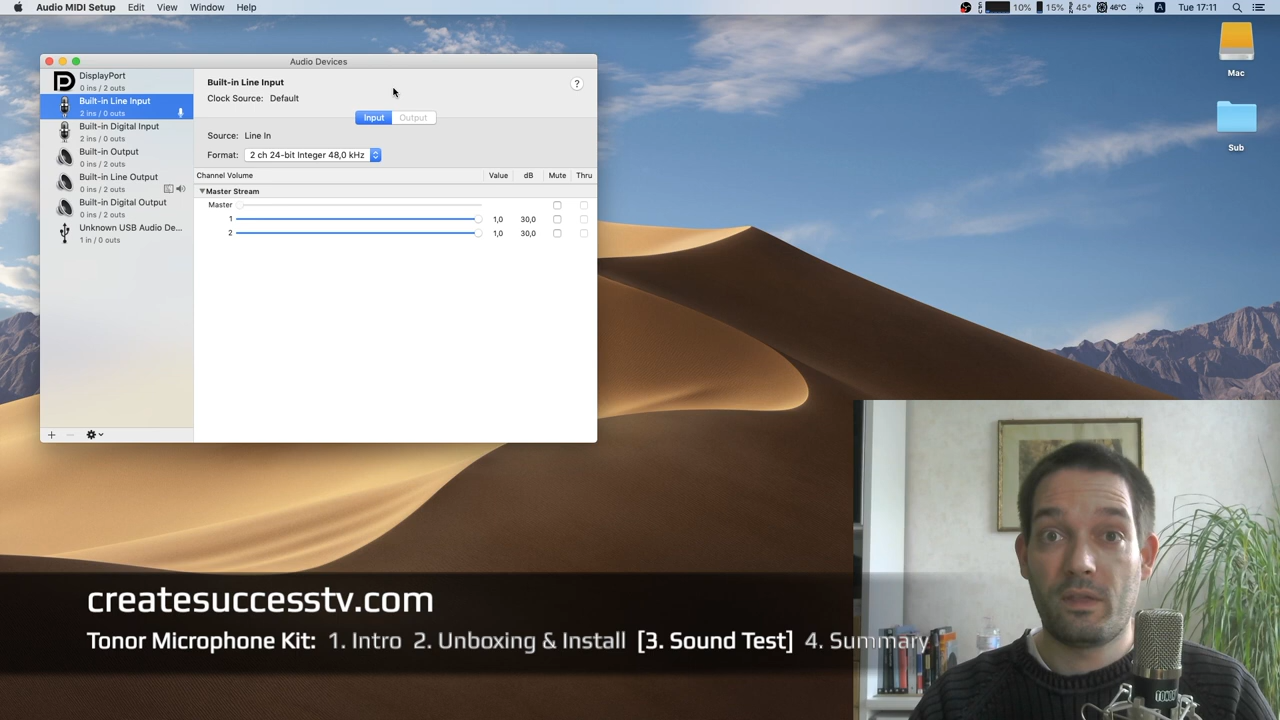 Audio MIDI Setup Edit View Window Help 10% 15% 45° 46°C A Tue 17:11
Audio Devices
DisplayPort
0 ins / 2 outs
Built-in Line Input
2 ins / 0 outs
Built-in Digital Input
2 ins / 0 outs
Built-in Output
0 ins / 2 outs
Built-in Line Output
0 ins / 2 outs
Built-in Digital Output
0 ins / 2 outs
Unknown USB Audio De...
1 in / 0 outs
Built-in Line Input
?
Clock Source: Default
Input Output
Source: Line In
Format: 2 ch 24-bit Integer 48,0 kHz
Channel Volume Value dB Mute Thru
Master Stream
Master
1 1,0 30,0
2 1,0 30,0
Mac
Sub
createsuccesstv.com
Tonor Microphone Kit: 1. Intro 2. Unboxing & Install [3. Sound Test] 4. Summary
TONOR